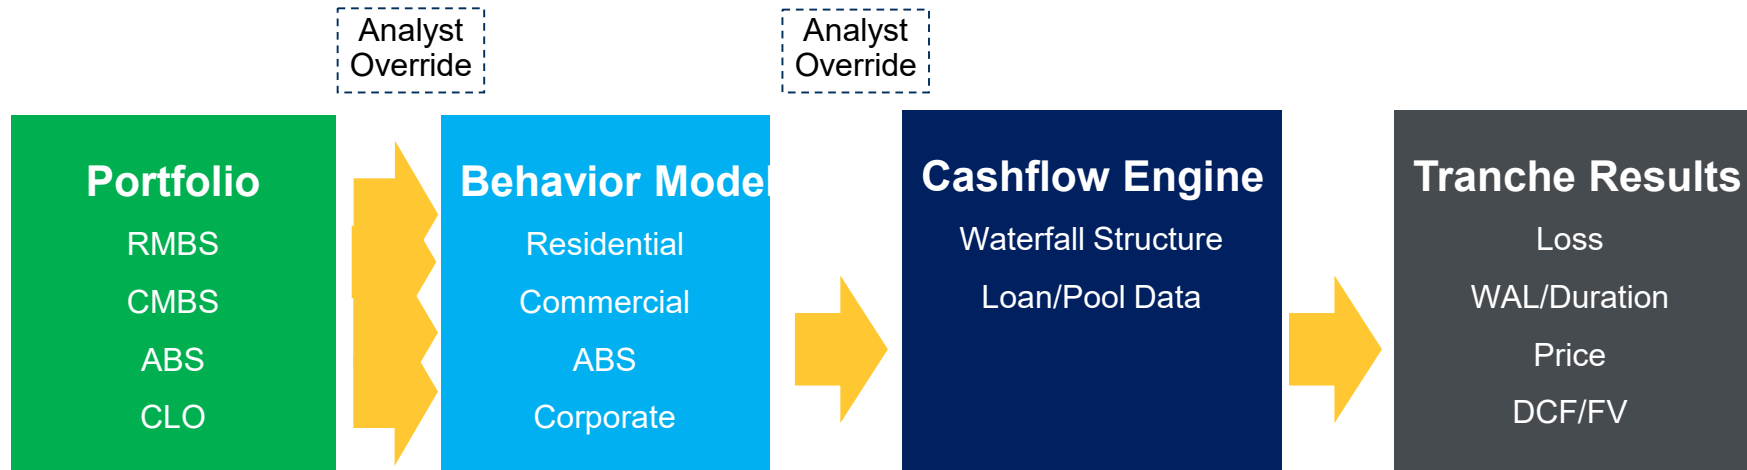 Analyst
Override
Analyst
Override
Portfolio
RMBS
CMBS
ABS
CLO
Behavior Model
Residential
Commercial
ABS
Corporate
Cashflow Engine
Waterfall Structure
Loan/Pool Data
Tranche Results
Loss
WAL/Duration
Price
DCF/FV